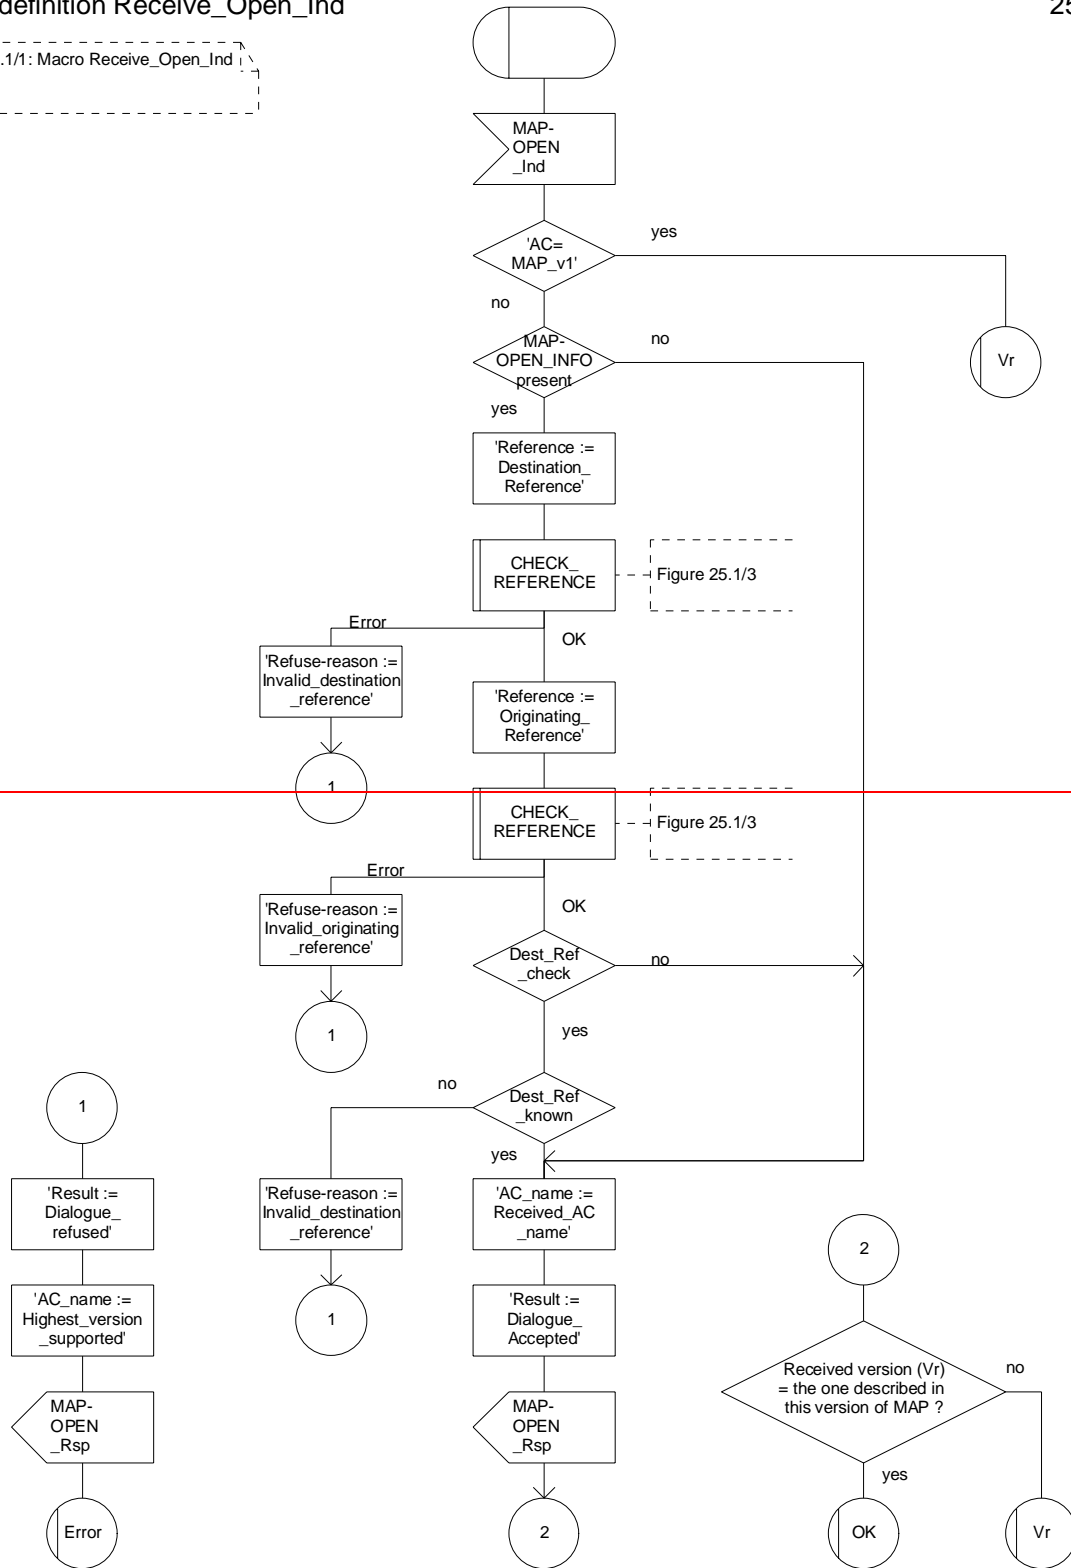 definition Receive_Open_Ind
25
.1/1: Macro Receive_Open_Ind
MAP-
OPEN
_Ind
'AC=
MAP_v1'
yes
no
Vr
MAP-
OPEN_INFO
present
no
yes
'Reference :=
Destination_
Reference'
CHECK_
REFERENCE
Figure 25.1/3
Error
OK
'Refuse-reason :=
Invalid_destination
_reference'
1
'Reference :=
Originating_
Reference'
CHECK_
REFERENCE
Figure 25.1/3
Error
OK
'Refuse-reason :=
Invalid_originating
_reference'
1
Dest_Ref
_check
no
yes
Dest_Ref
_known
no
yes
'Refuse-reason :=
Invalid_destination
_reference'
1
'AC_name :=
Received_AC
_name'
'Result :=
Dialogue_
Accepted'
MAP-
OPEN
_Rsp
2
1
'Result :=
Dialogue_
refused'
'AC_name :=
Highest_version
_supported'
MAP-
OPEN
_Rsp
Error
2
Received version (Vr)
= the one described in
this version of MAP ?
no
yes
OK
Vr